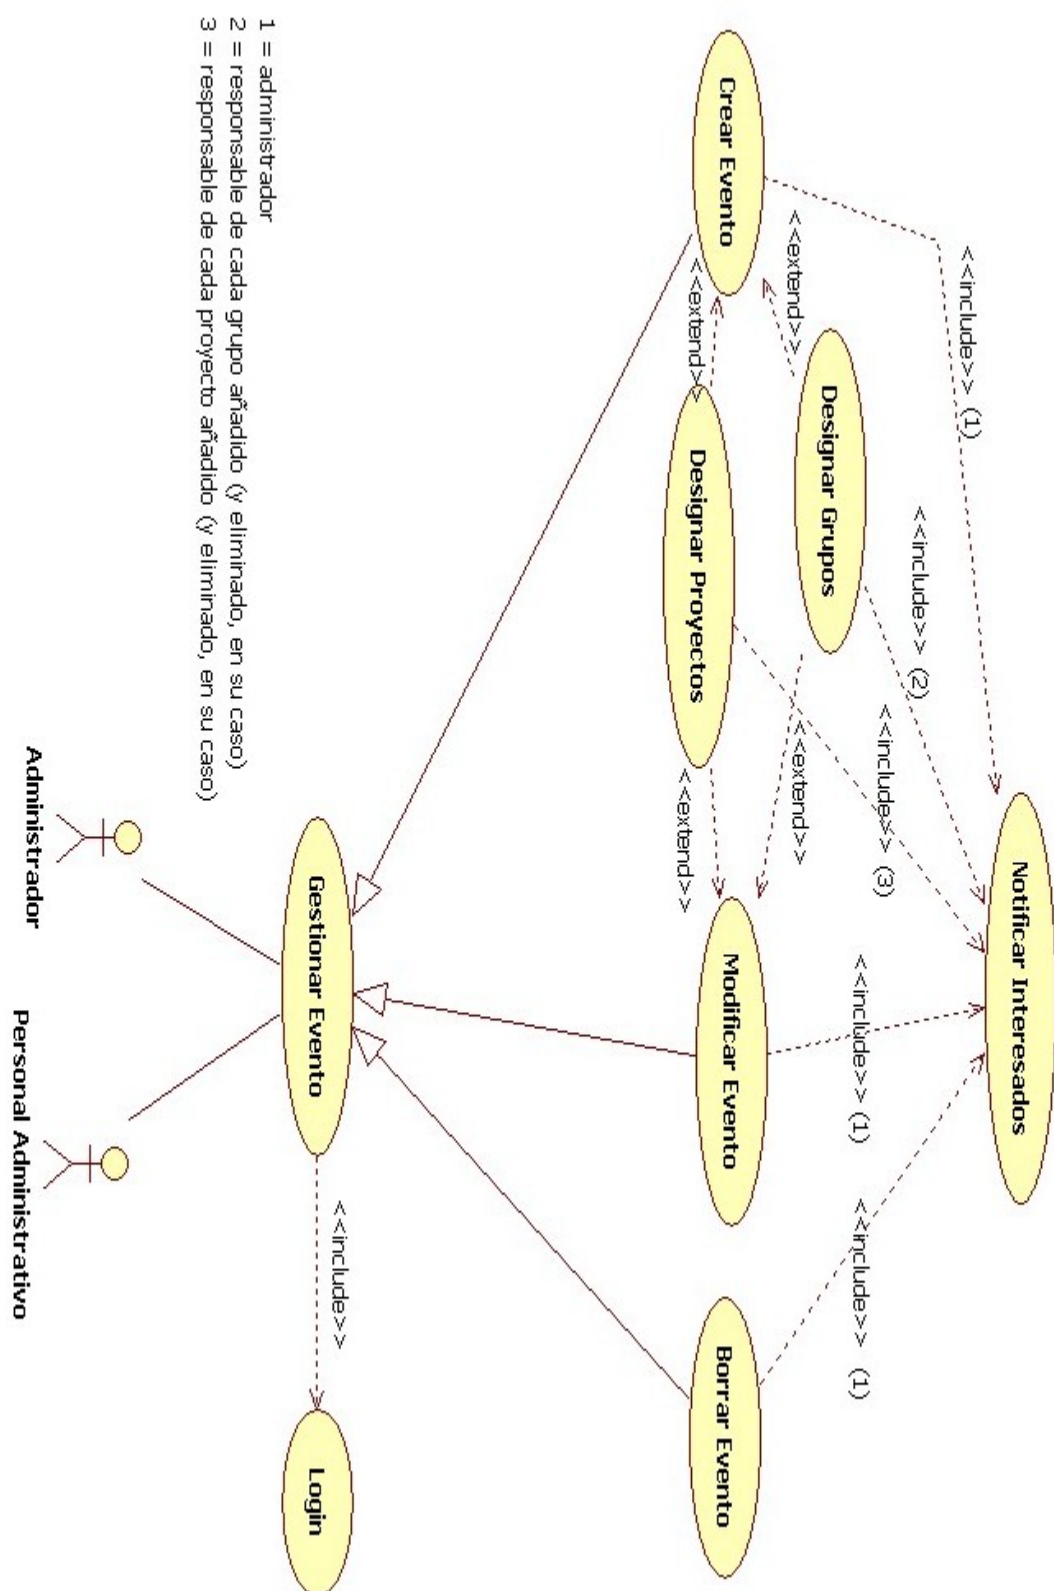 Notificar Interesados
<<include>> (1)
<<include>> (2)
<<include>> (3)
<<include>> (1)
<<include>> (1)
Designar Grupos
<<extend>>
<<extend>>
Crear Evento
Modificar Evento
Borrar Evento
<<extend>>
Designar Proyectos
<<extend>>
<<include>>
Gestionar Evento
Login
1 = administrador
2 = responsable de cada grupo añadido (y eliminado, en su caso)
3 = responsable de cada proyecto añadido (y eliminado, en su caso)
Administrador
Personal Administrativo